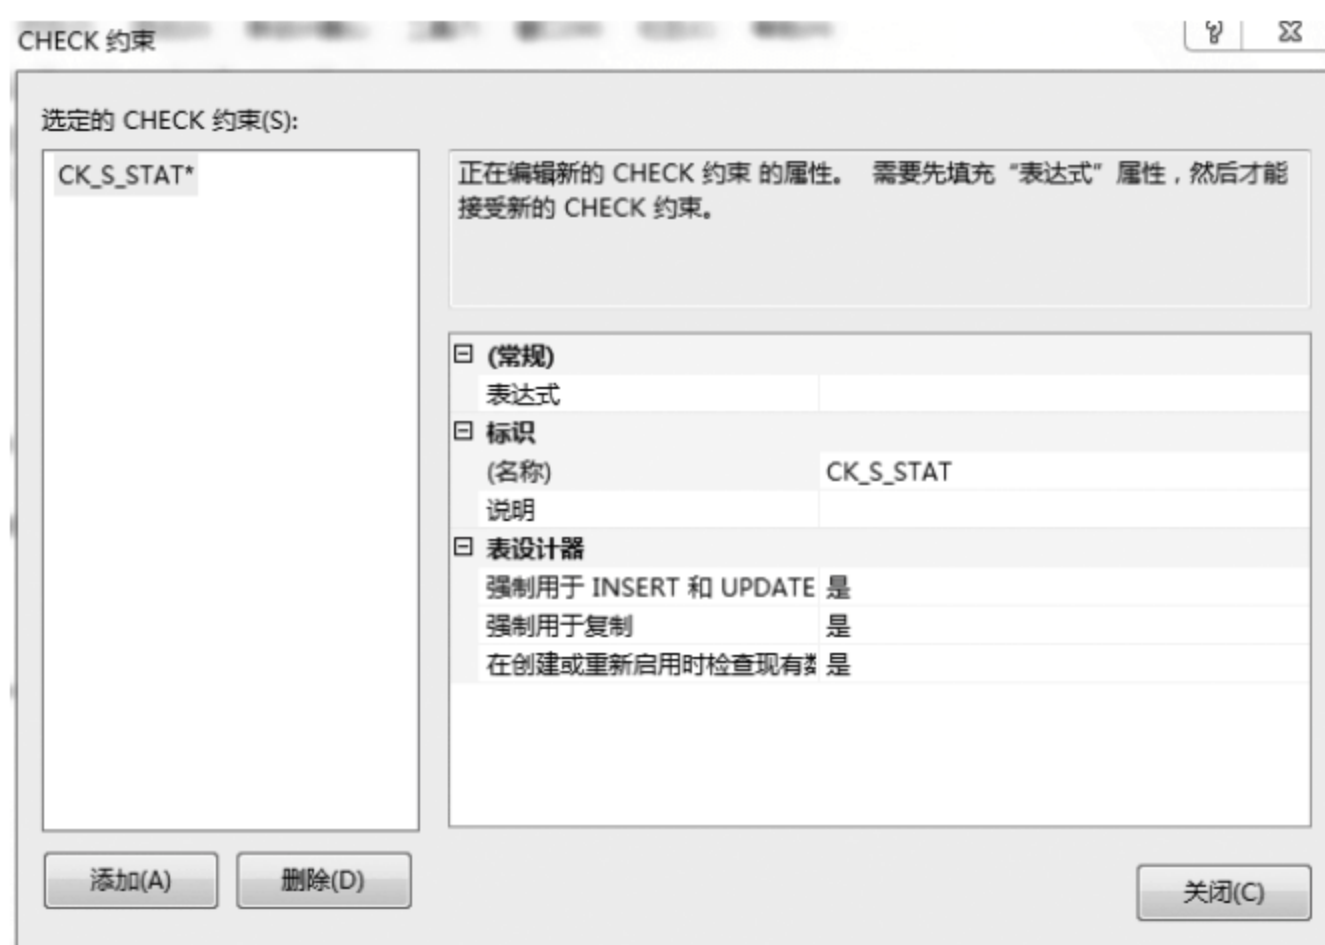 CHECK 约束
选定的 CHECK 约束(S):
CK_S_STAT*
正在编辑新的 CHECK 约束 的属性。 需要先填充“表达式”属性，然后才能
接受新的 CHECK 约束。
(常规)
表达式
标识
(名称) CK_S_STAT
说明
表设计器
强制用于 INSERT 和 UPDATE 是
强制用于复制 是
在创建或重新启用时检查现有 是
添加(A) 删除(D)
关闭(C)